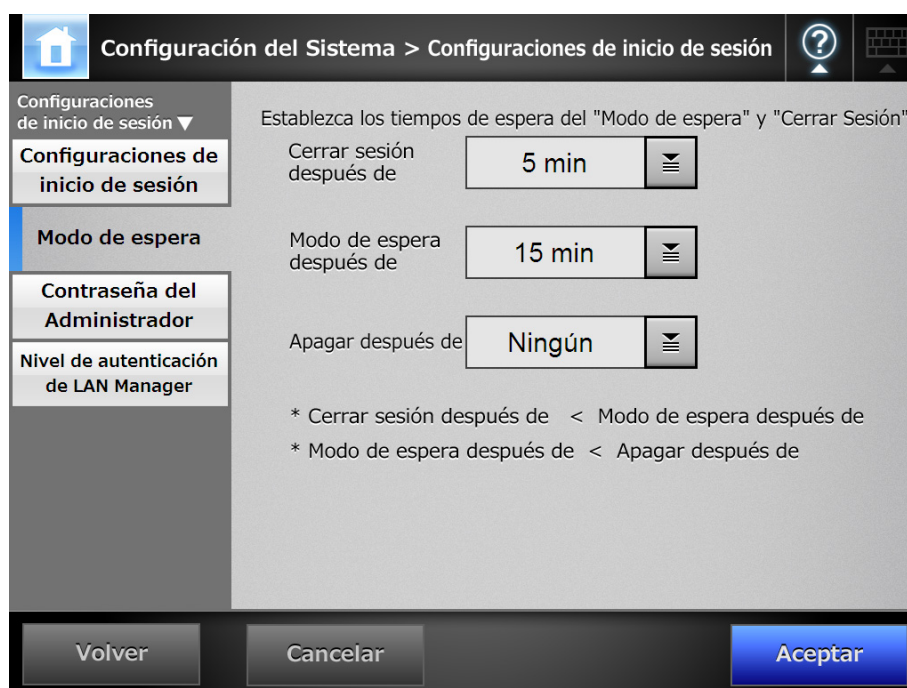 Configuración del Sistema > Configuraciones de inicio de sesión
?
Configuraciones
de inicio de sesión ▼
Configuraciones de
inicio de sesión
Modo de espera
Contraseña del
Administrador
Nivel de autenticación
de LAN Manager
Establezca los tiempos de espera del "Modo de espera" y "Cerrar Sesión"
Cerrar sesión
después de
5 min
Modo de espera
después de
15 min
Apagar después de
Ningún
* Cerrar sesión después de < Modo de espera después de
* Modo de espera después de < Apagar después de
Volver
Cancelar
Aceptar